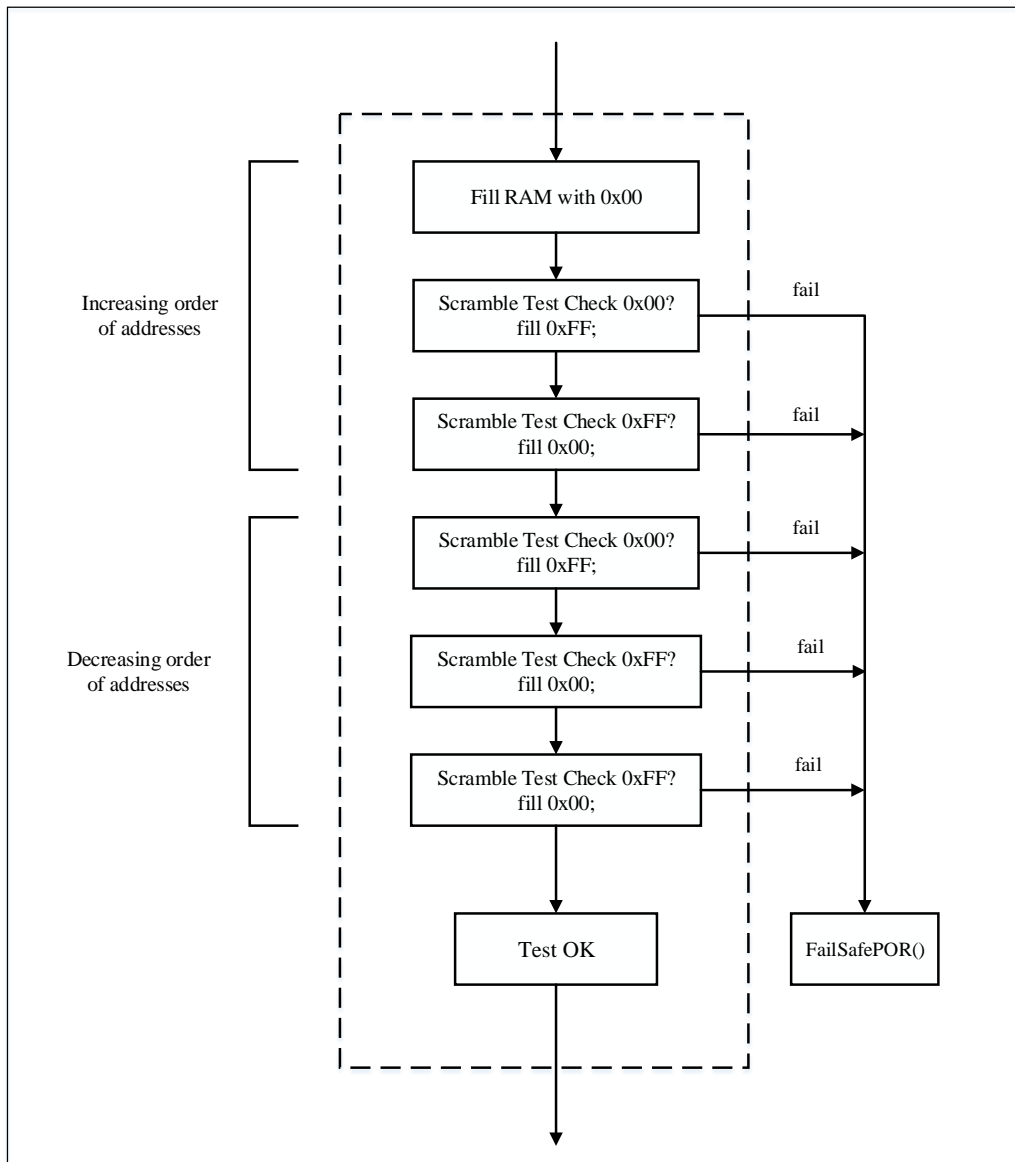 Fill RAM with 0x00
Increasing order
of addresses
Scramble Test Check 0x00?
fill 0xFF;
fail
Scramble Test Check 0xFF?
fill 0x00;
fail
Decreasing order
of addresses
Scramble Test Check 0x00?
fill 0xFF;
fail
Scramble Test Check 0xFF?
fill 0x00;
fail
Scramble Test Check 0xFF?
fill 0x00;
fail
Test OK
FailSafePOR()